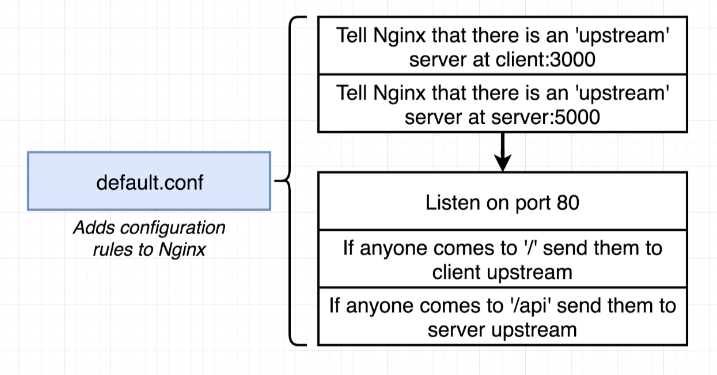 Tell Nginx that there is an 'upstream'
server at client:3000
Tell Nginx that there is an 'upstream'
server at server:5000
default.conf
Adds configuration
rules to Nginx
Listen on port 80
If anyone comes to '/' send them to
client upstream
If anyone comes to '/api' send them to
server upstream